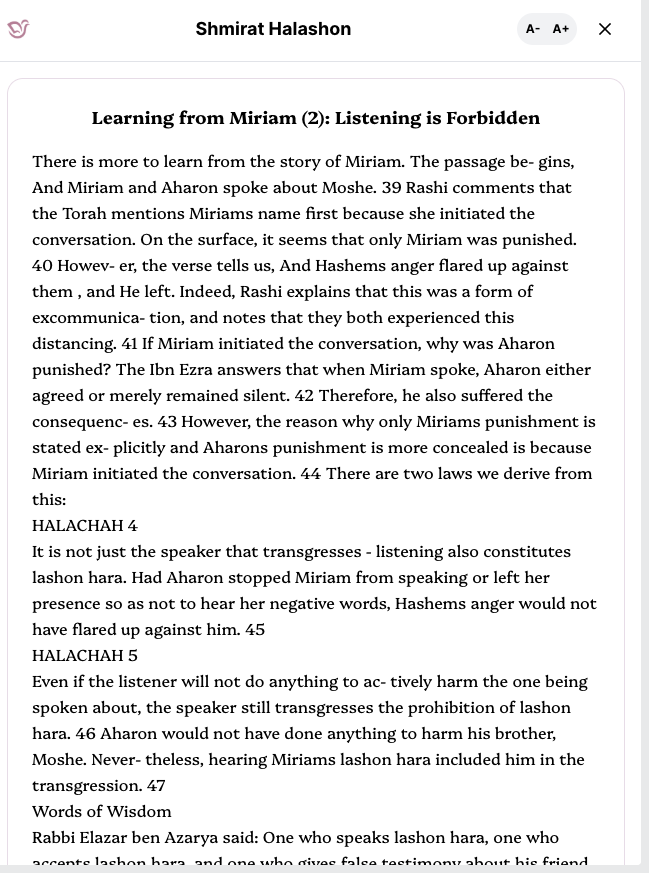 Shmirat Halashon
A- A+
Learning from Miriam (2): Listening is Forbidden
There is more to learn from the story of Miriam. The passage be- gins,
And Miriam and Aharon spoke about Moshe. 39 Rashi comments that
the Torah mentions Miriams name first because she initiated the
conversation. On the surface, it seems that only Miriam was punished.
40 Howev- er, the verse tells us, And Hashems anger flared up against
them , and He left. Indeed, Rashi explains that this was a form of
excommunica- tion, and notes that they both experienced this
distancing. 41 If Miriam initiated the conversation, why was Aharon
punished? The Ibn Ezra answers that when Miriam spoke, Aharon either
agreed or merely remained silent. 42 Therefore, he also suffered the
consequenc- es. 43 However, the reason why only Miriams punishment is
stated ex- plicitly and Aharons punishment is more concealed is because
Miriam initiated the conversation. 44 There are two laws we derive from
this:
HALACHAH 4
It is not just the speaker that transgresses - listening also constitutes
lashon hara. Had Aharon stopped Miriam from speaking or left her
presence so as not to hear her negative words, Hashems anger would not
have flared up against him. 45
HALACHAH 5
Even if the listener will not do anything to ac- tively harm the one being
spoken about, the speaker still transgresses the prohibition of lashon
hara. 46 Aharon would not have done anything to harm his brother,
Moshe. Never- theless, hearing Miriams lashon hara included him in the
transgression. 47
Words of Wisdom
Rabbi Elazar ben Azarya said: One who speaks lashon hara, one who
accepts lashon hara, and one who gives false testimony about his friend